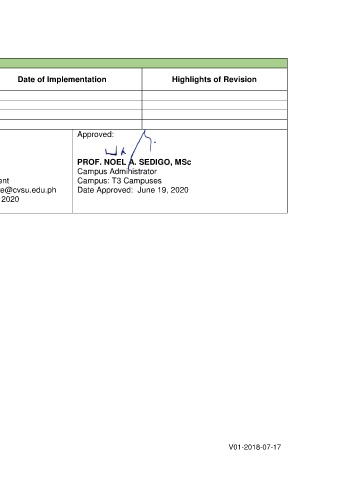 Date of Implementation
Highlights of Revision
Approved:
PROF. NOEL A. SEDIGO, MSc
ent
Campus Administrator
e@cvsu.edu.ph
Campus: T3 Campuses
2020
Date Approved: June 19, 2020
V01-2018-07-17